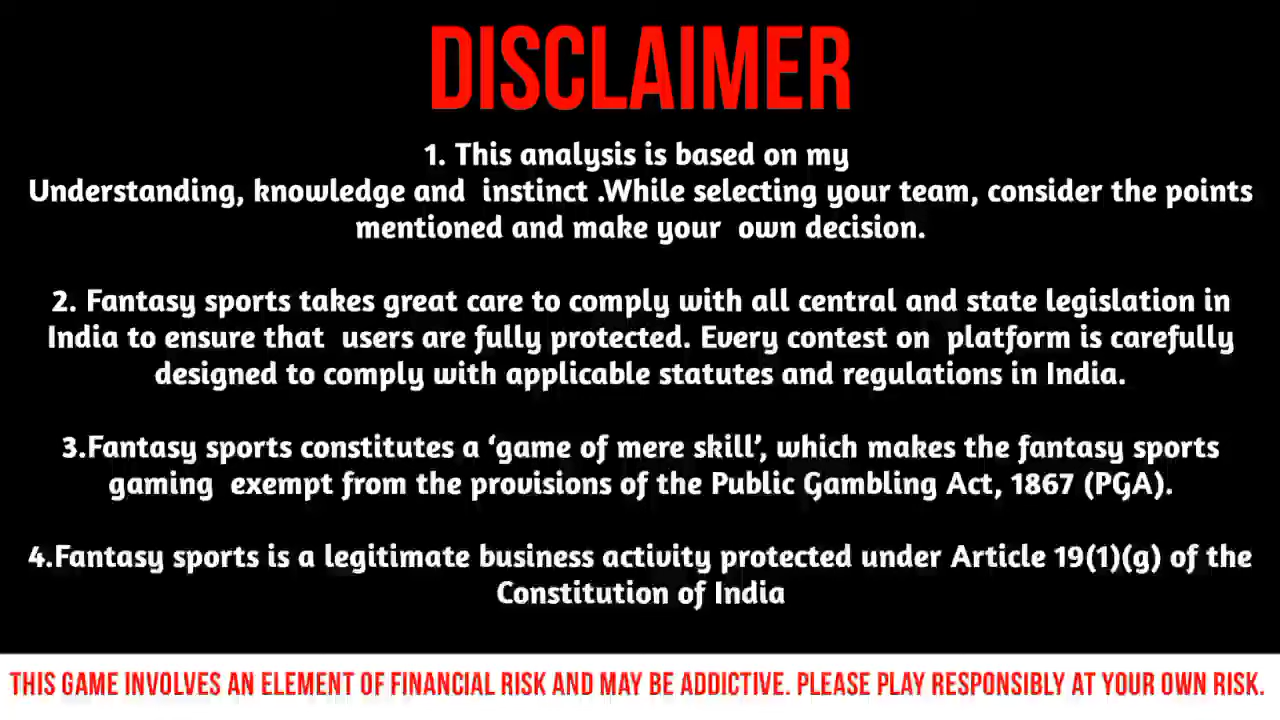 DISCLAIMER
1. This analysis is based on my
Understanding, knowledge and instinct .While selecting your team, consider the points
mentioned and make your own decision.
2. Fantasy sports takes great care to comply with all central and state legislation in
India to ensure that users are fully protected. Every contest on platform is carefully
designed to comply with applicable statutes and regulations in India.
3.Fantasy sports constitutes a ‘game of mere skill’, which makes the fantasy sports
gaming exempt from the provisions of the Public Gambling Act, 1867 (PGA).
4.Fantasy sports is a legitimate business activity protected under Article 19(1)(g) of the
Constitution of India
THIS GAME INVOLVES AN ELEMENT OF FINANCIAL RISK AND MAY BE ADDICTIVE. PLEASE PLAY RESPONSIBLY AT YOUR OWN RISK.